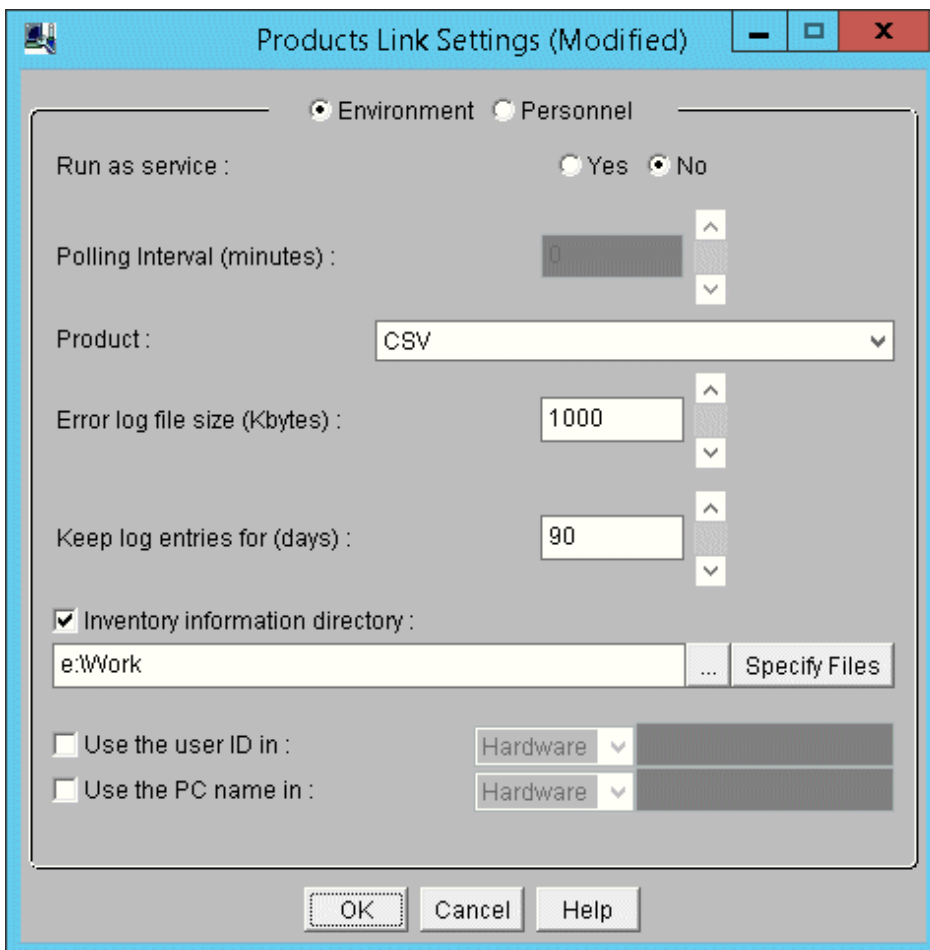 Products Link Settings (Modified)
Environment Personnel
Run as service : Yes No
Polling Interval (minutes) : 0
Product : CSV
Error log file size (Kbytes) : 1000
Keep log entries for (days) : 90
Inventory information directory :
e:\Work ... Specify Files
Use the user ID in : Hardware
Use the PC name in : Hardware
OK Cancel Help